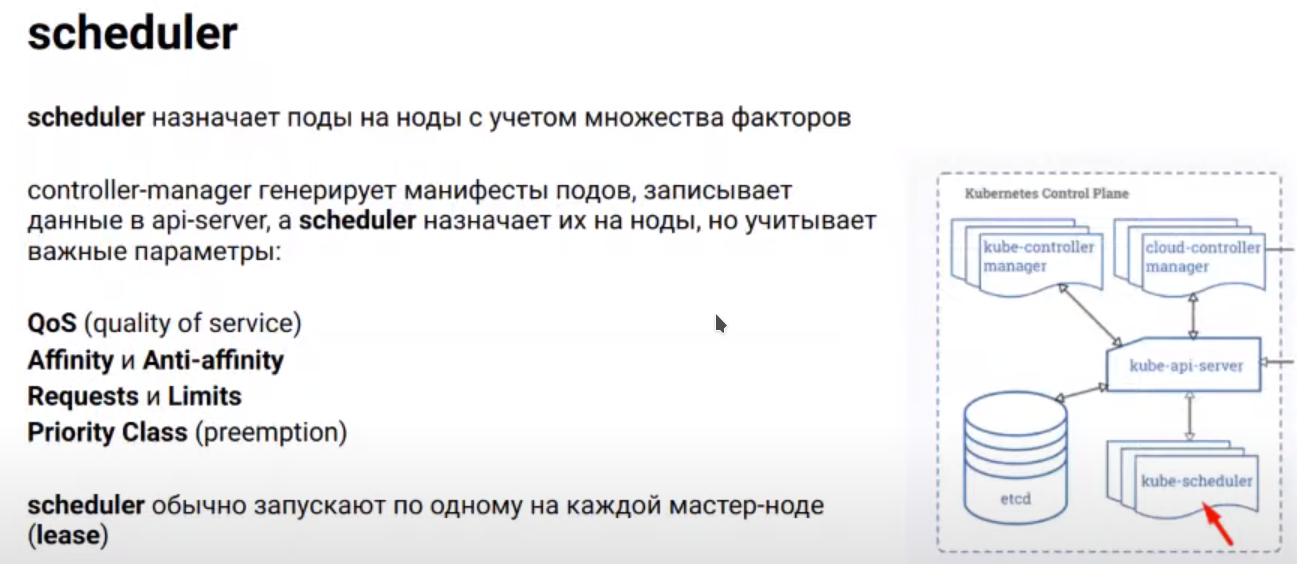 scheduler
scheduler назначает поды на ноды с учетом множества факторов
controller-manager генерирует манифесты подов, записывает
данные в api-server, а scheduler назначает их на ноды, но учитывает
важные параметры:
QoS (quality of service)
Affinity и Anti-affinity
Requests и Limits
Priority Class (preemption)
scheduler обычно запускают по одному на каждой мастер-ноде
(lease)
Kubernetes Control Plane
kube-controller
manager
cloud-controller
manager
kube-api-server
etcd
kube-scheduler